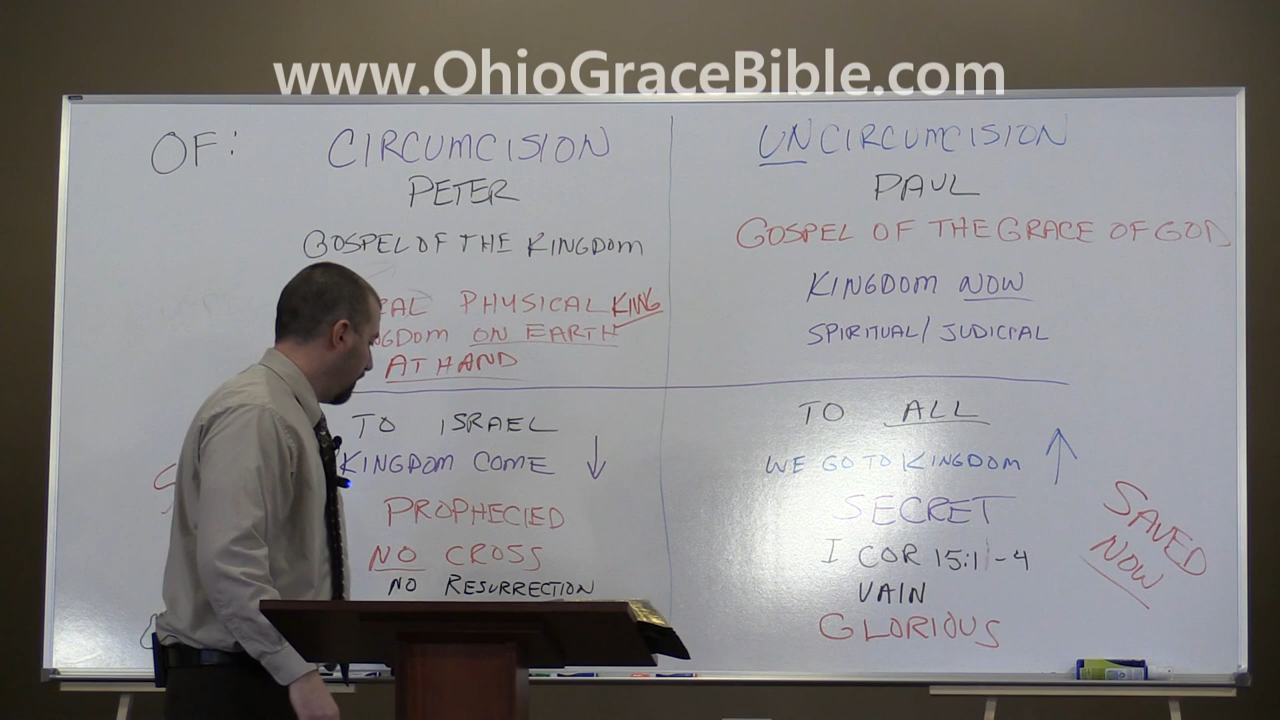 www.OhioGraceBible.com
OF:
CIRCUMCISION
PETER
GOSPEL OF THE KINGDOM
PHYSICAL KING
ON EARTH
AT HAND
TO ISRAEL
KINGDOM COME
PROPHECIED
NO CROSS
NO RESURRECTION
UNCIRCUMCISION
PAUL
GOSPEL OF THE GRACE OF GOD
KINGDOM NOW
SPIRITUAL/JUDICIAL
TO ALL
WE GO TO KINGDOM
SECRET
I COR 15:1-4
VAIN
GLORIOUS
SAVED
NOW